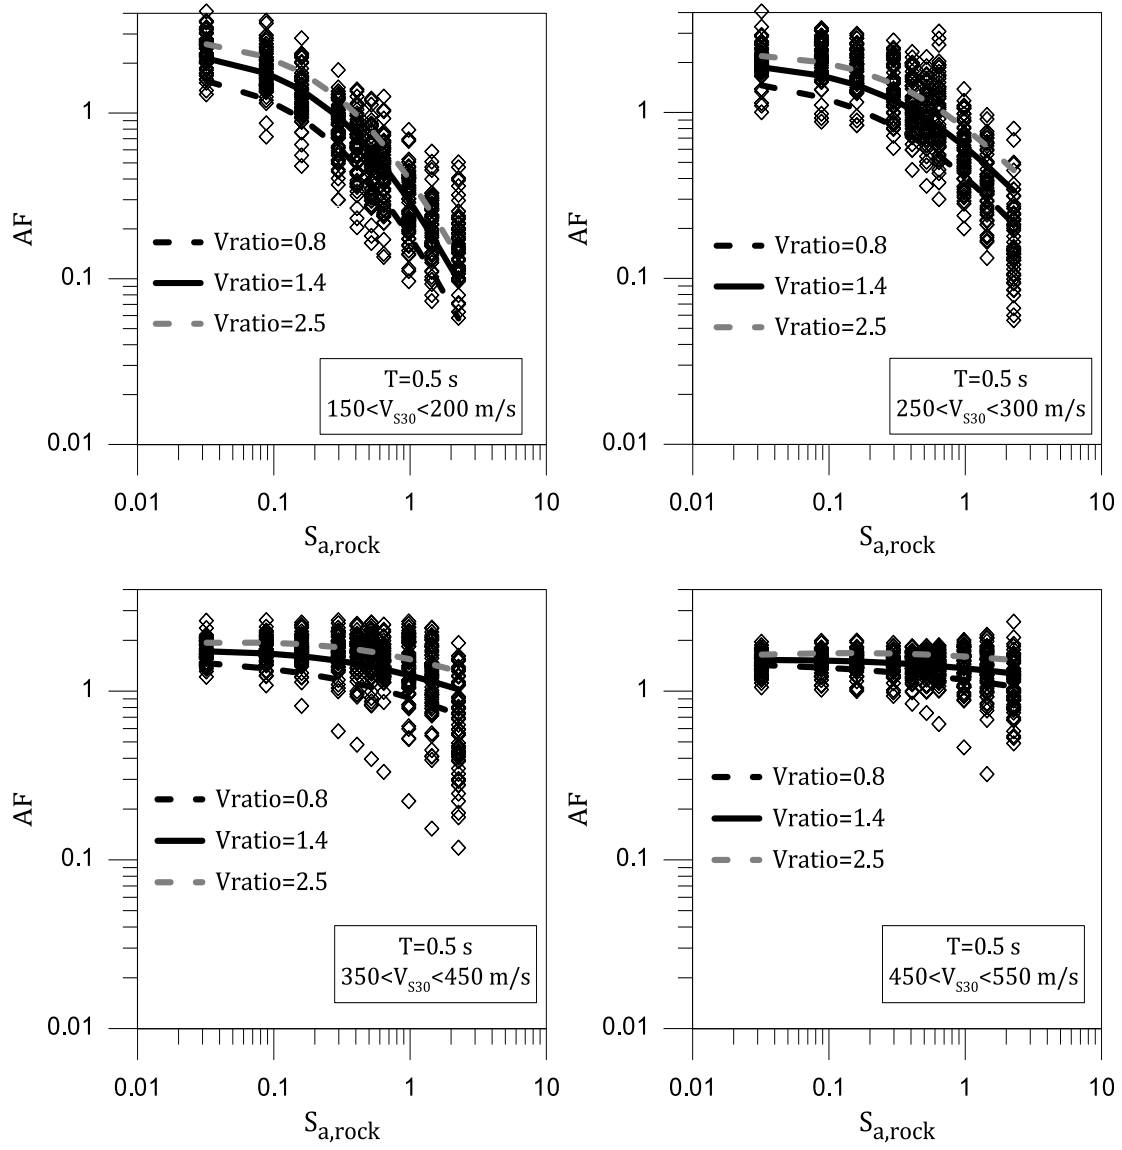 AF
1
0.1
0.01
Vratio=0.8
Vratio=1.4
Vratio=2.5
T=0.5 s
150<VS30<200 m/s
0.01 0.1 1 10
Sa,rock
AF
1
0.1
0.01
Vratio=0.8
Vratio=1.4
Vratio=2.5
T=0.5 s
250<VS30<300 m/s
0.01 0.1 1 10
Sa,rock
AF
1
0.1
0.01
Vratio=0.8
Vratio=1.4
Vratio=2.5
T=0.5 s
350<VS30<450 m/s
0.01 0.1 1 10
Sa,rock
AF
1
0.1
0.01
Vratio=0.8
Vratio=1.4
Vratio=2.5
T=0.5 s
450<VS30<550 m/s
0.01 0.1 1 10
Sa,rock